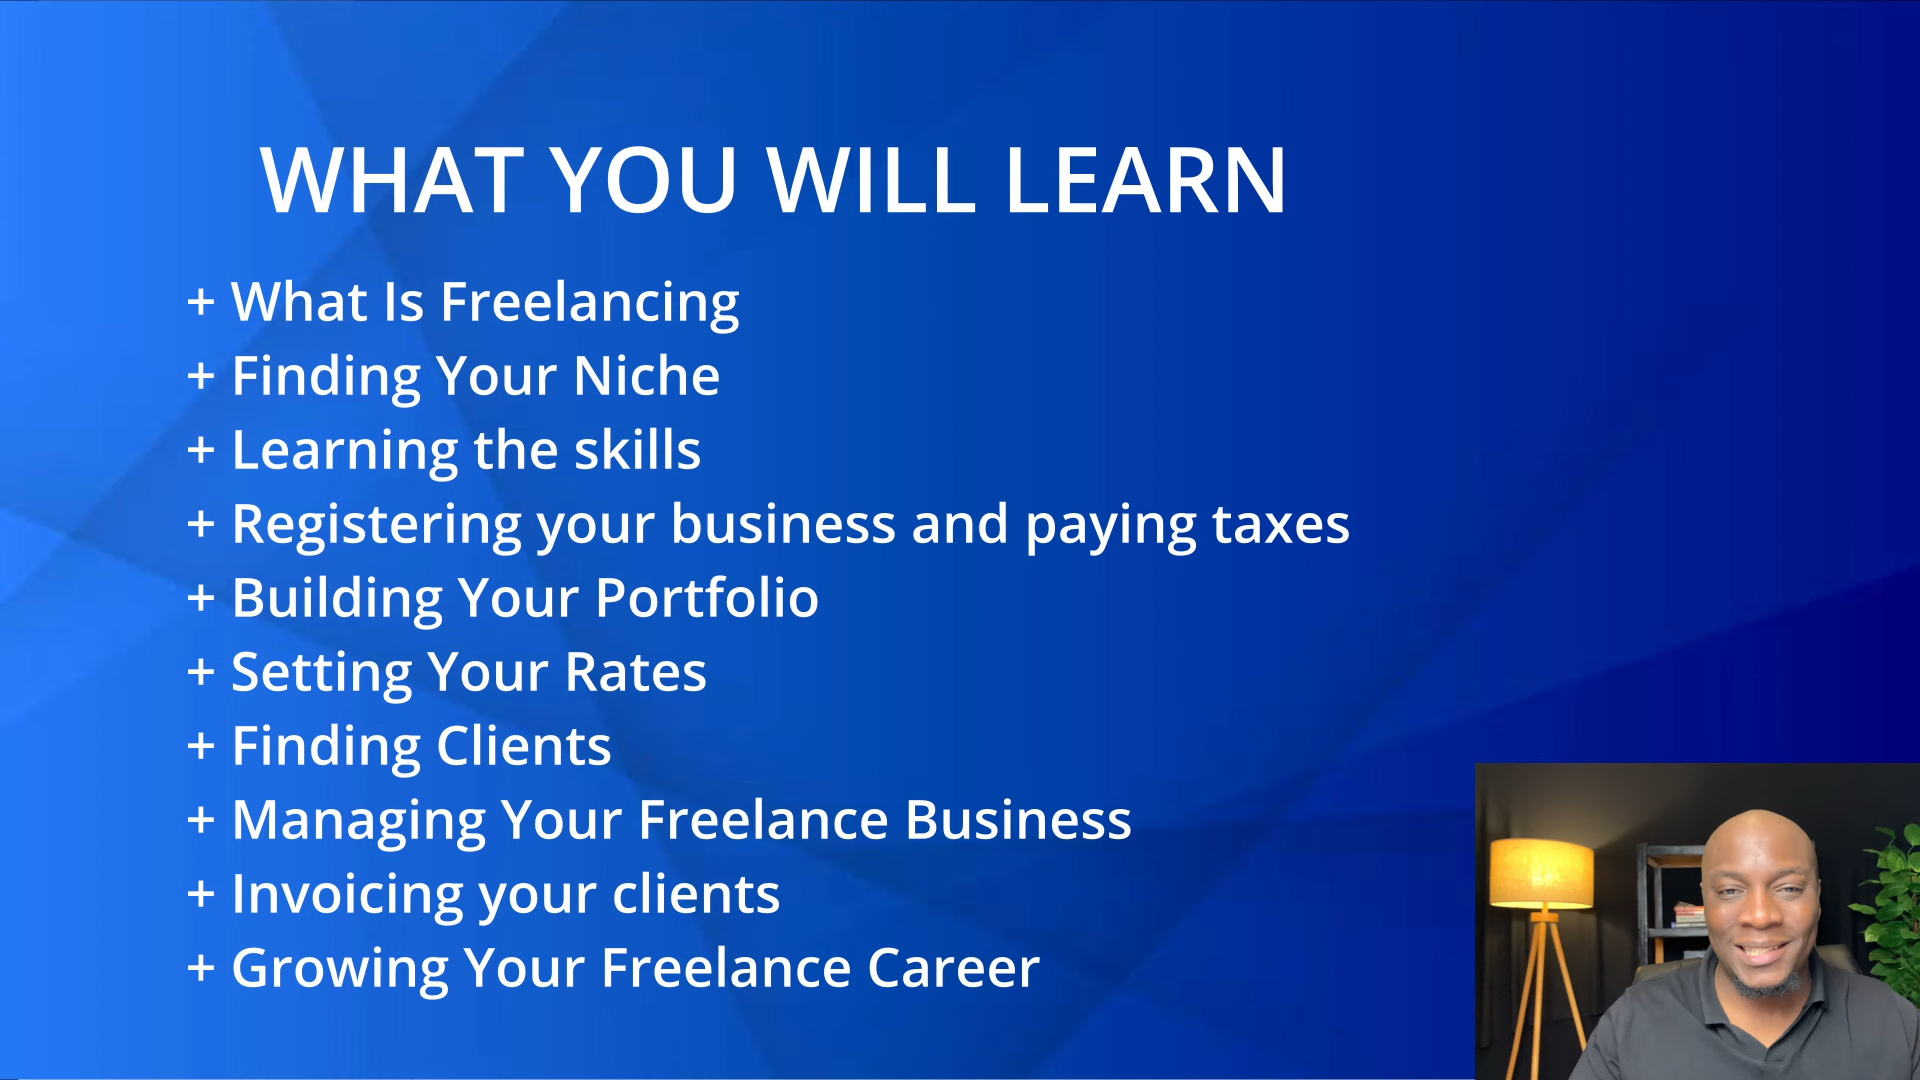 WHAT YOU WILL LEARN
+ What Is Freelancing
+ Finding Your Niche
+ Learning the skills
+ Registering your business and paying taxes
+ Building Your Portfolio
+ Setting Your Rates
+ Finding Clients
+ Managing Your Freelance Business
+ Invoicing your clients
+ Growing Your Freelance Career